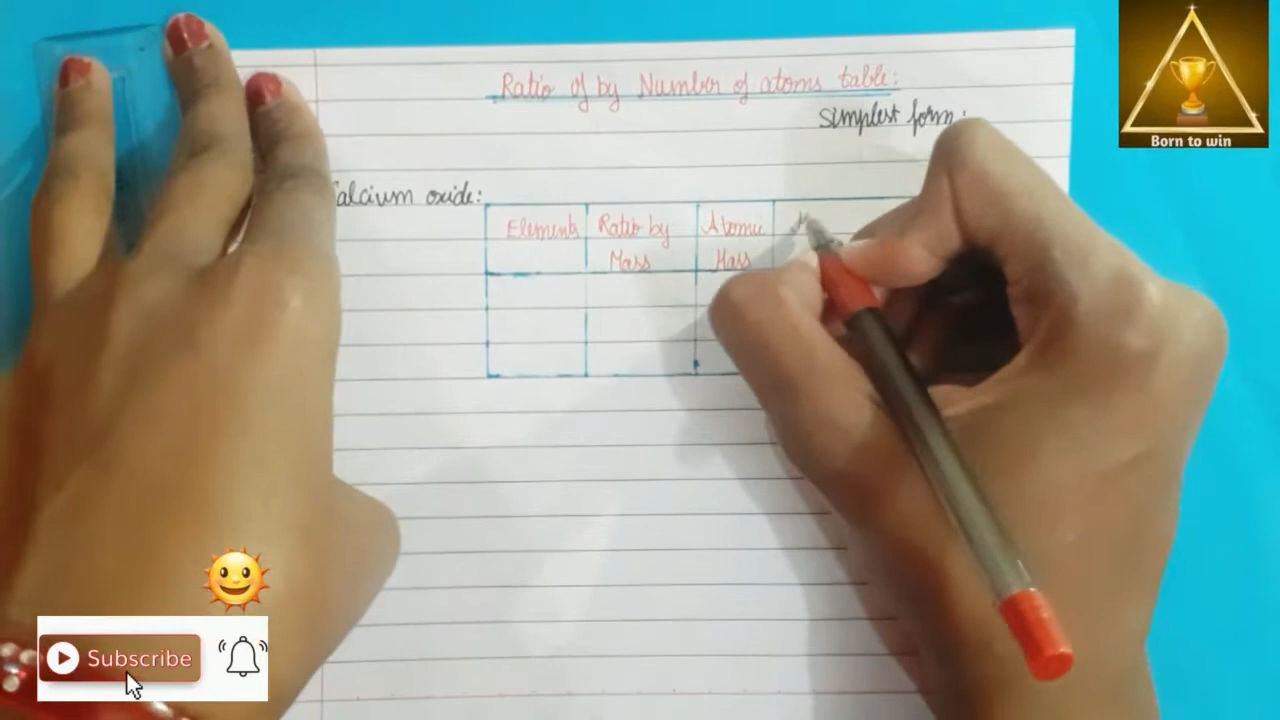 Ratio of by Number of atoms table:
Simplest form:
Calcium oxide:
Elements Ratio by Mass Atomic Mass
Born to win
Subscribe